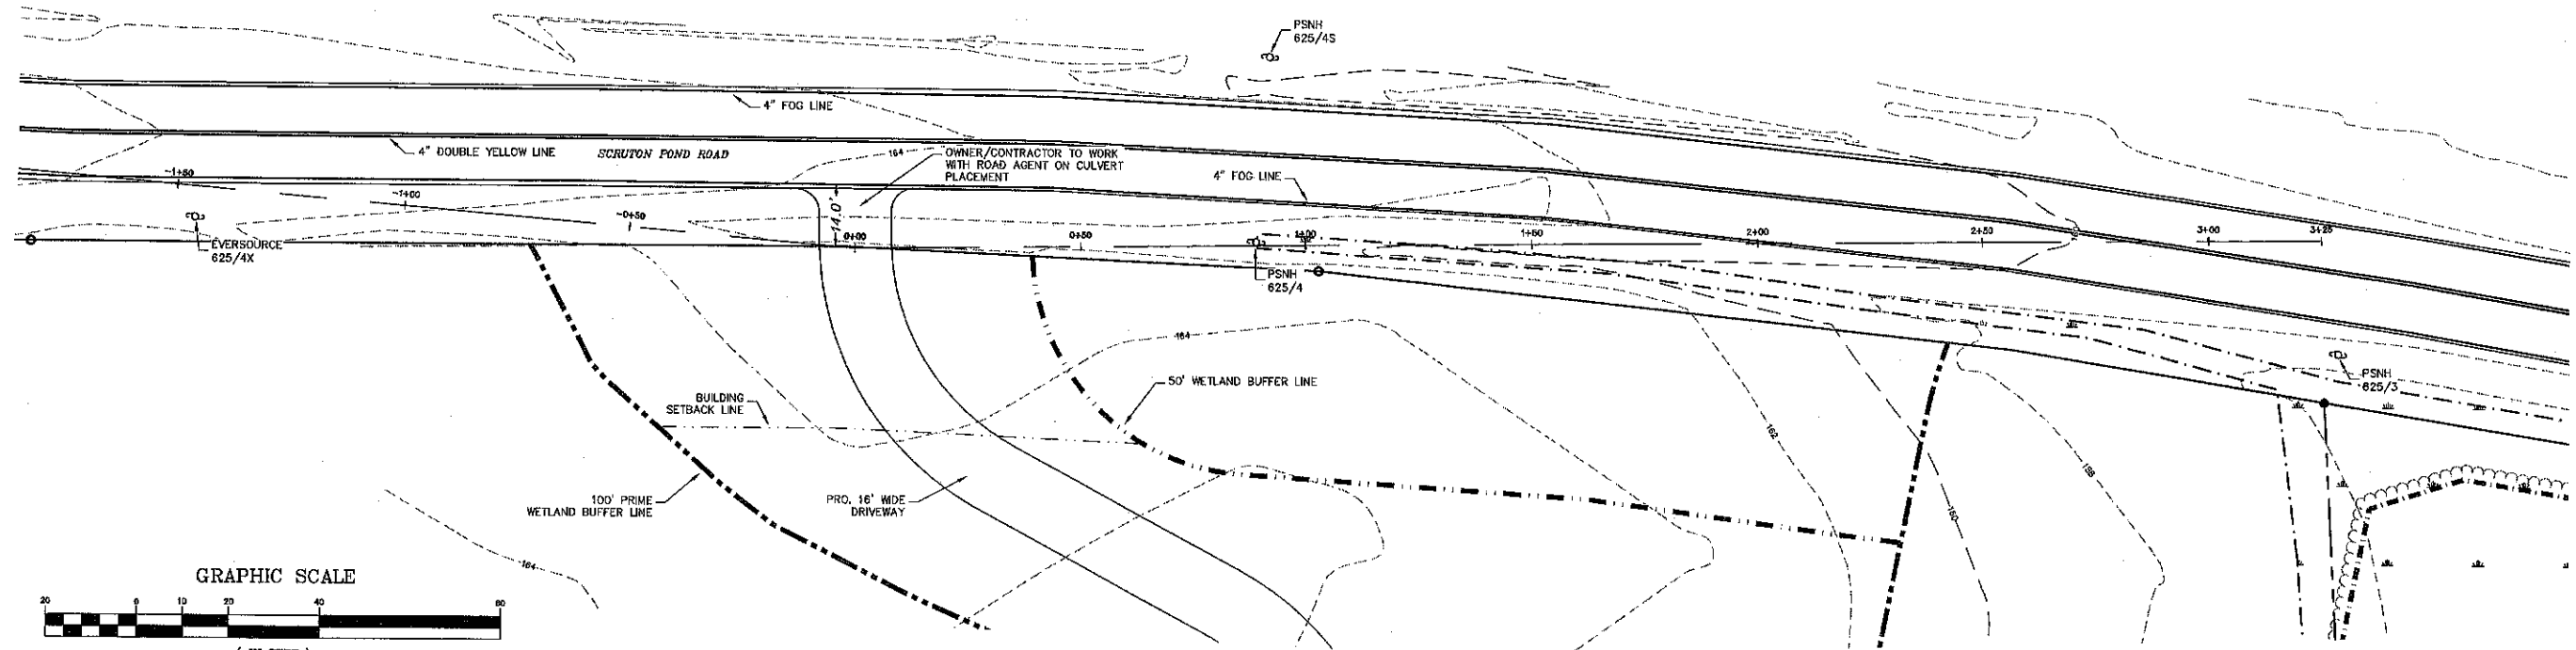 PSNH
625/4S
4" FOG LINE
4" DOUBLE YELLOW LINE
SCRUTON POND ROAD
164
OWNER/CONTRACTOR TO WORK
WITH ROAD AGENT ON CULVERT
PLACEMENT
4" FOG LINE
-1+50
-1+00
-0+50
14.0'
0+00
0+50
1+00
1+50
2+00
2+50
3+00
3+25
EVERSOURCE
625/4X
PSNH
625/4
164
PSNH
625/3
50' WETLAND BUFFER LINE
BUILDING
SETBACK LINE
162
158
160
100' PRIME
WETLAND BUFFER LINE
PRO. 16' WIDE
DRIVEWAY
164
GRAPHIC SCALE
20 0 10 20 40 80